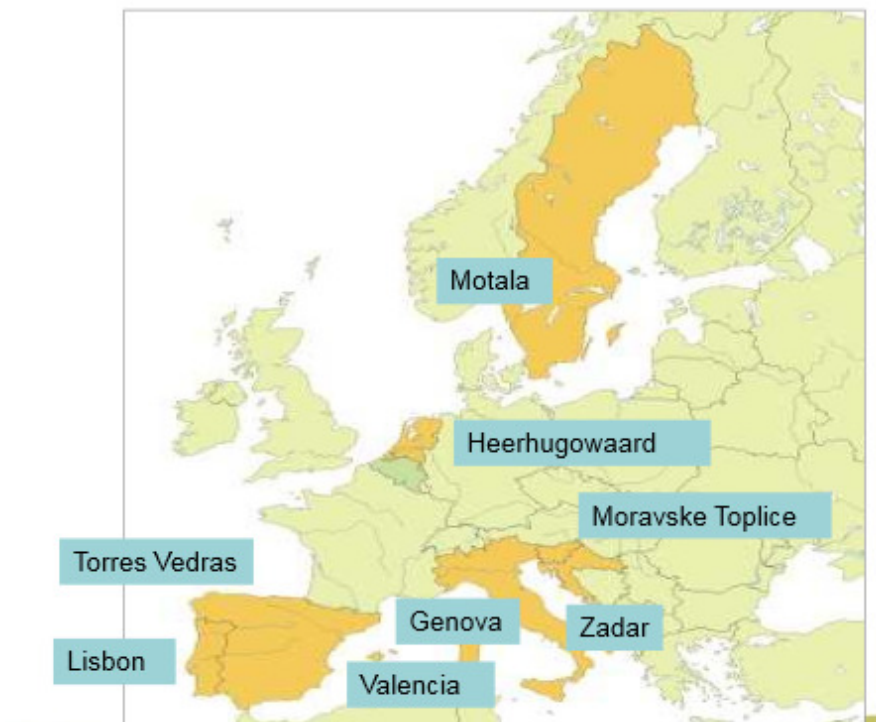 Motala
Heerhugowaard
Moravske Toplice
Torres Vedras
Genova
Zadar
Lisbon
Valencia